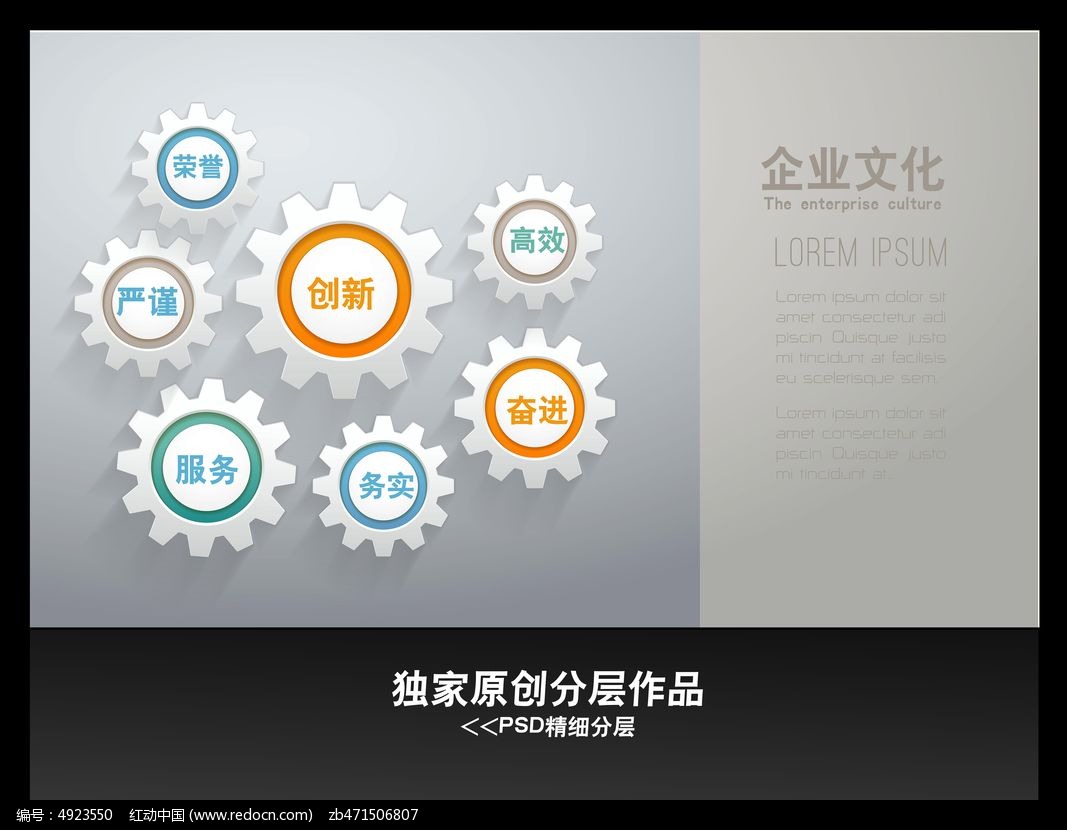 荣誉
严谨
创新
高效
奋进
服务
务实
企业文化
The enterprise culture
LOREM IPSUM
Lorem ipsum dolor sit
amet consectetur adi
piscin Quisque justo
mi tincidunt at facilisis
eu scelerisque sem.
Lorem ipsum dolor sit
amet consectetur adi
piscin Quisque justo
mi tincidunt at.
独家原创分层作品
<<PSD精细分层
编号：4923550 红动中国 (www.redocn.com) zb471506807